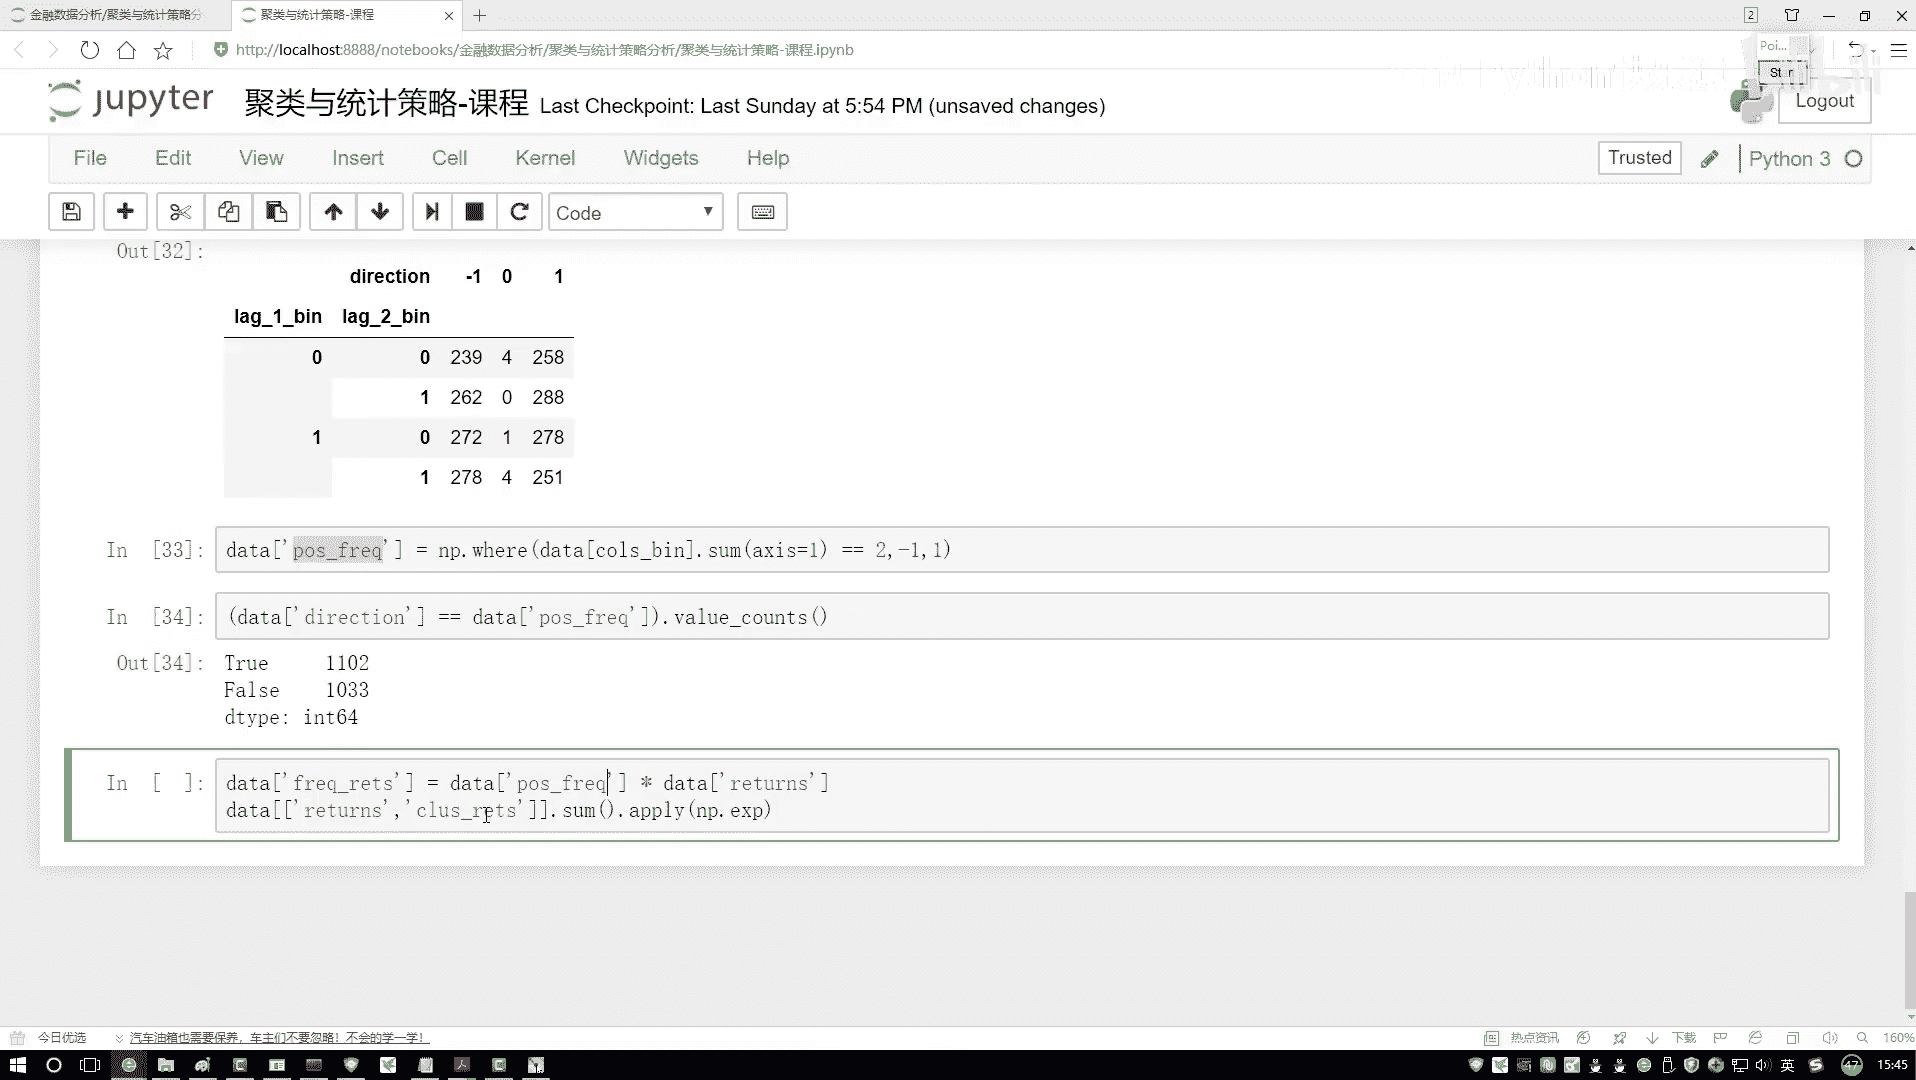 金融数据分析/聚类与统计策略分
聚类与统计策略-课程
2
http://localhost:8888/notebooks/金融数据分析/聚类与统计策略分析/聚类与统计策略-课程.ipynb
Poi...
Star
jupyter 聚类与统计策略-课程 Last Checkpoint: Last Sunday at 5:54 PM (unsaved changes)
Logout
File Edit View Insert Cell Kernel Widgets Help
Trusted Python 3
Code
Out[32]:
direction -1 0 1
lag_1_bin lag_2_bin
0 0 239 4 258
1 262 0 288
1 0 272 1 278
1 278 4 251
In [33]: data['pos_freq'] = np.where(data[cols_bin].sum(axis=1) == 2,-1,1)
In [34]: (data['direction'] == data['pos_freq']).value_counts()
Out[34]: True 1102
False 1033
dtype: int64
In [ ]: data['freq_rets'] = data['pos_freq'] * data['returns']
data[['returns','clus_rets']].sum().apply(np.exp)
今日优选 汽车油箱也需要保养，车主们不要忽略！不会的学一学！
热点资讯 下载 160%
英 47 15:45